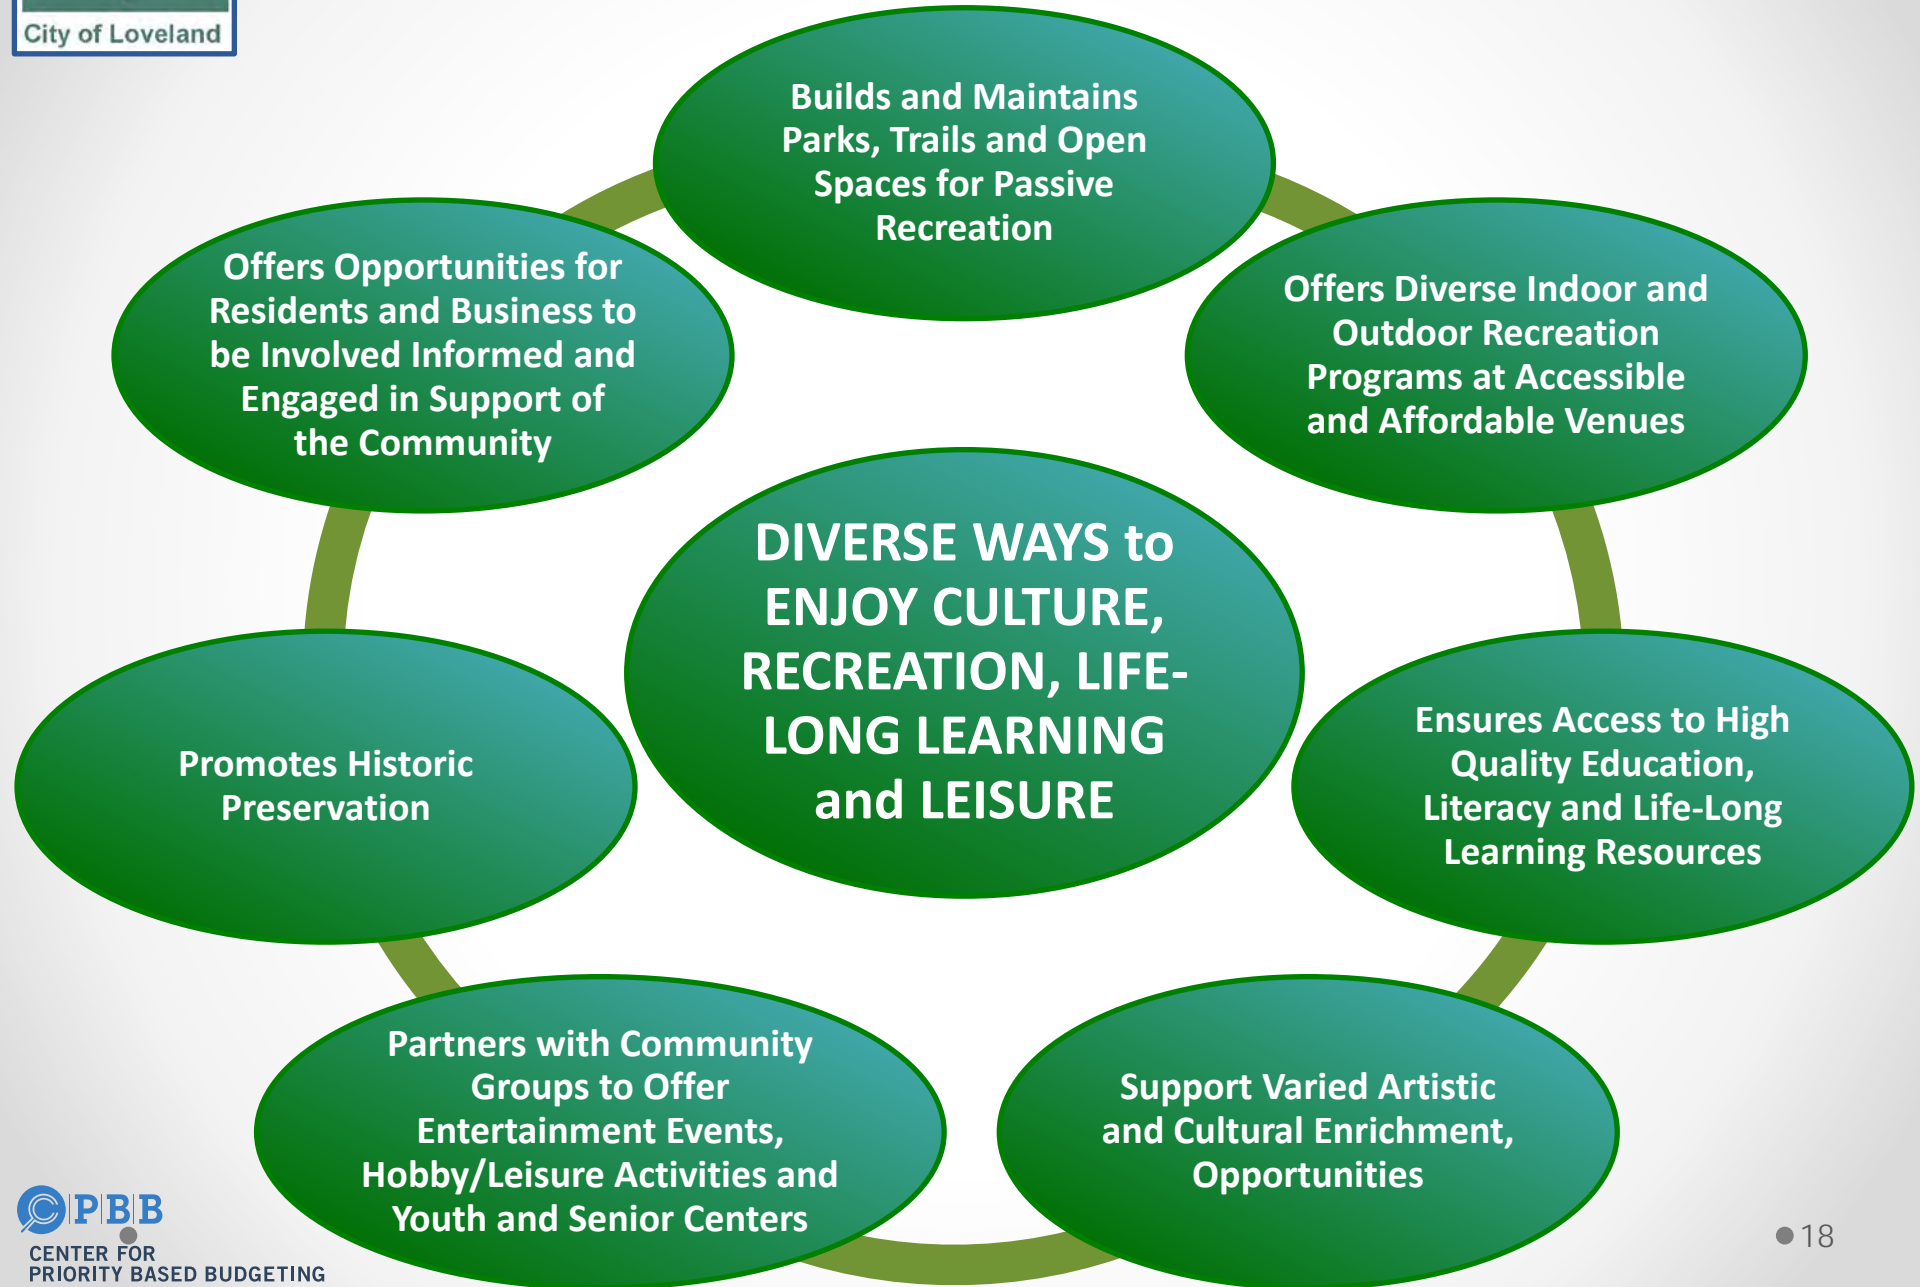 City of Loveland
Builds and Maintains
Parks, Trails and Open
Spaces for Passive
Recreation
Offers Opportunities for
Residents and Business to
be Involved Informed and
Engaged in Support of
the Community
Offers Diverse Indoor and
Outdoor Recreation
Programs at Accessible
and Affordable Venues
DIVERSE WAYS to
ENJOY CULTURE,
RECREATION, LIFE-
LONG LEARNING
and LEISURE
Promotes Historic
Preservation
Ensures Access to High
Quality Education,
Literacy and Life-Long
Learning Resources
Partners with Community
Groups to Offer
Entertainment Events,
Hobby/Leisure Activities and
Youth and Senior Centers
Support Varied Artistic
and Cultural Enrichment,
Opportunities
CPBB
CENTER FOR
PRIORITY BASED BUDGETING
18